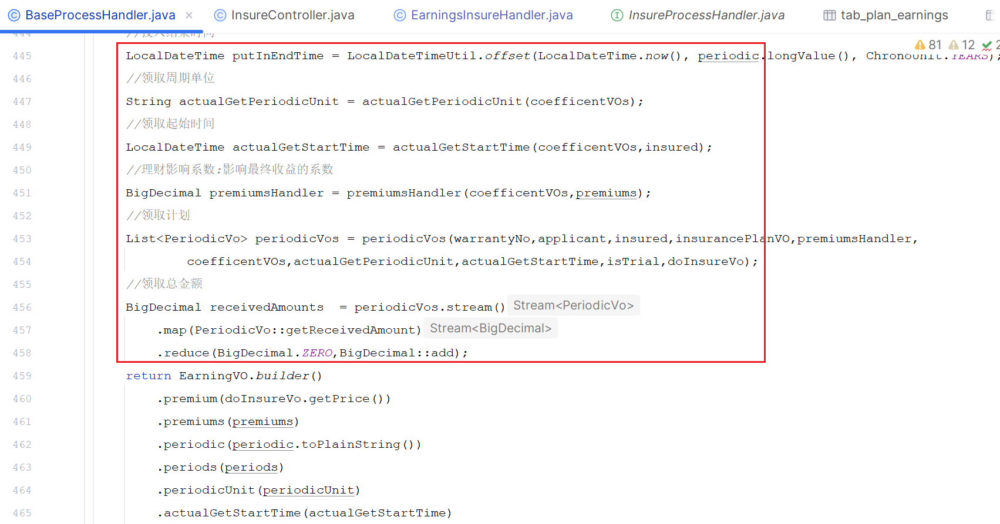 BaseProcessHandler.java InsureController.java EarningsInsureHandler.java InsureProcessHandler.java tab_plan_earnings
444 //投入结束时间
81 12 2
445 LocalDateTime putInEndTime = LocalDateTimeUtil.offset(LocalDateTime.now(), periodic.longValue(), ChronoUnit.YEARS);
446 //领取周期单位
447 String actualGetPeriodicUnit = actualGetPeriodicUnit(coefficentVOs);
448 //领取起始时间
449 LocalDateTime actualGetStartTime = actualGetStartTime(coefficentVOs,insured);
450 //理财影响系数:影响最终收益的系数
451 BigDecimal premiumsHandler = premiumsHandler(coefficentVOs,premiums);
452 //领取计划
453 List<PeriodicVo> periodicVos = periodicVos(warrantyNo,applicant,insured,insurancePlanVO,premiumsHandler,
454 coefficentVOs,actualGetPeriodicUnit,actualGetStartTime,isTrial,doInsureVo);
455 //领取总金额
456 BigDecimal receivedAmounts  = periodicVos.stream() Stream<PeriodicVo>
457 .map(PeriodicVo::getReceivedAmount) Stream<BigDecimal>
458 .reduce(BigDecimal.ZERO,BigDecimal::add);
459 return EarningVO.builder()
460 .premium(doInsureVo.getPrice())
461 .premiums(premiums)
462 .periodic(periodic.toPlainString())
463 .periods(periods)
464 .periodicUnit(periodicUnit)
465 .actualGetStartTime(actualGetStartTime)